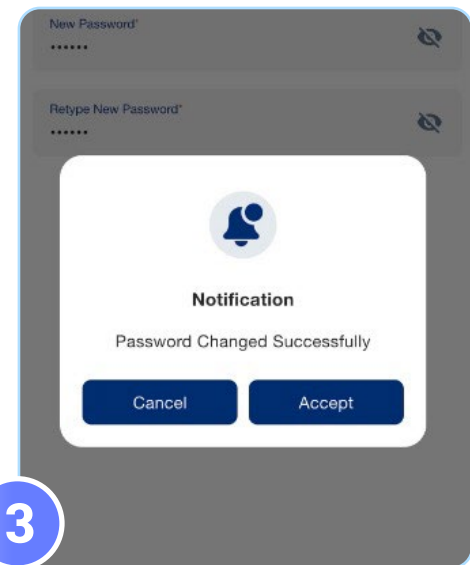 New Password*
••••••
Retype New Password*
••••••
Notification
Password Changed Successfully
Cancel Accept
3